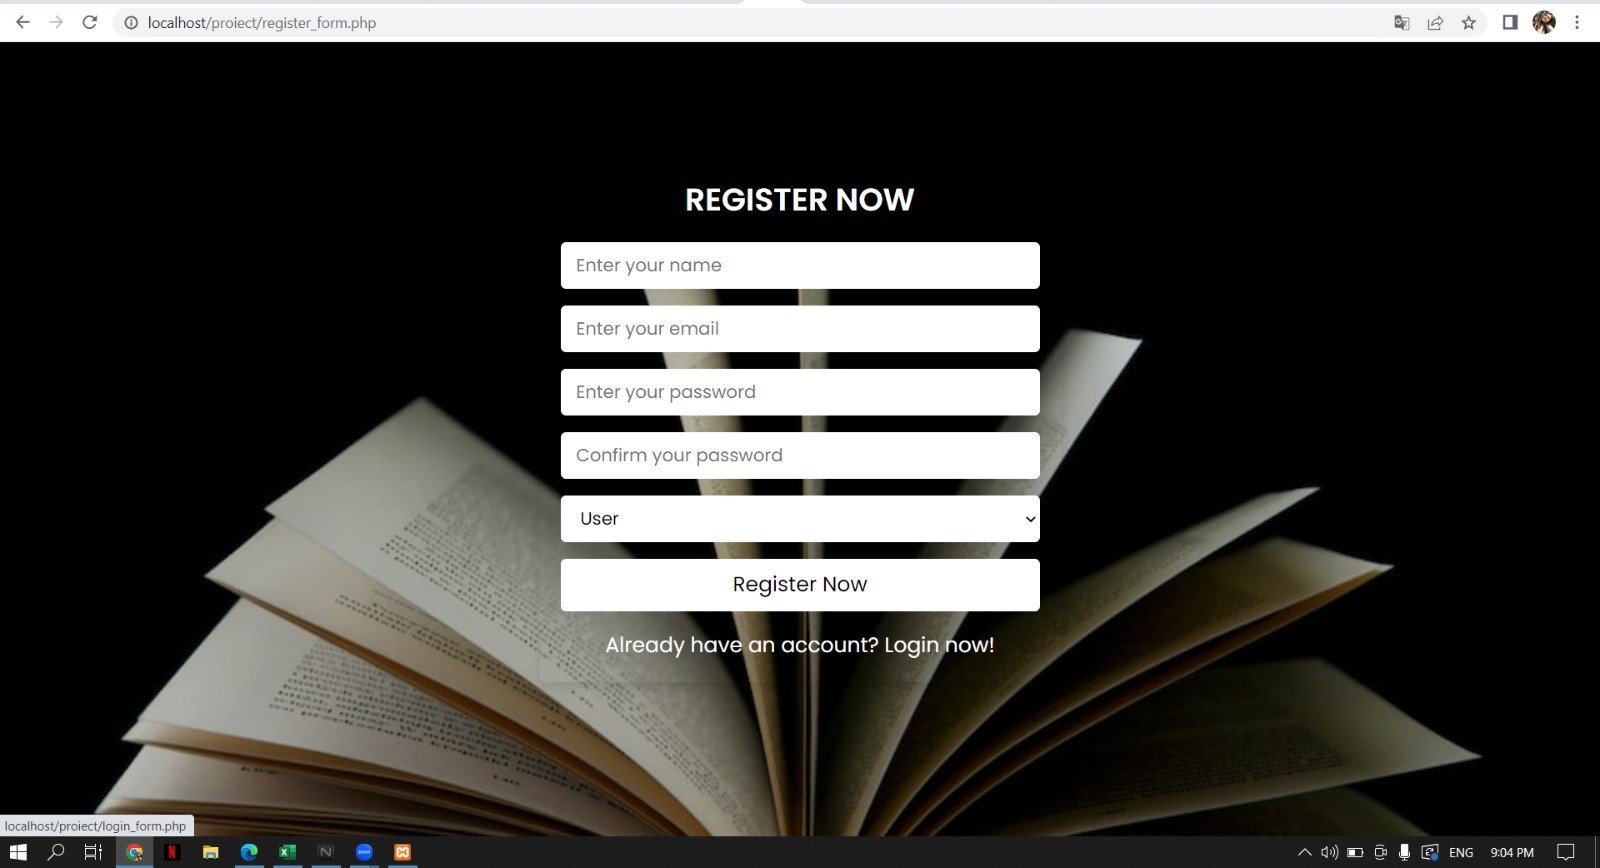 localhost/proiect/register_form.php
REGISTER NOW
Enter your name
Enter your email
Enter your password
Confirm your password
User
Register Now
Already have an account? Login now!
localhost/proiect/login_form.php
ENG
9:04 PM